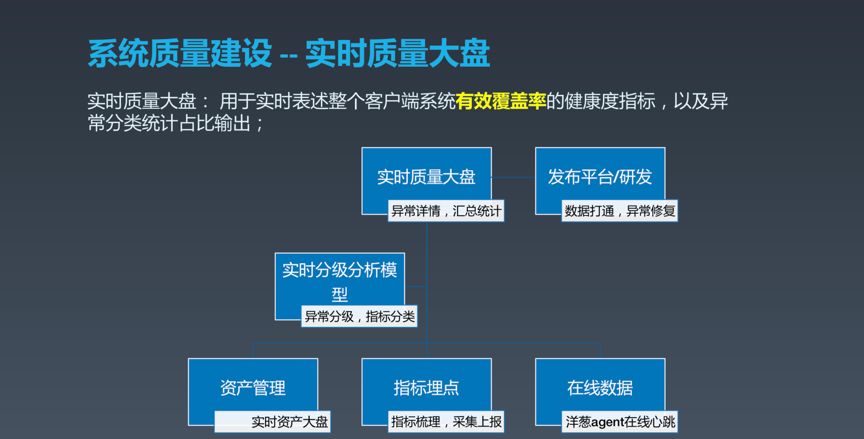 系统质量建设 -- 实时质量大盘
实时质量大盘： 用于实时表述整个客户端系统有效覆盖率的健康度指标，以及异
常分类统计占比输出；
实时质量大盘
发布平台/研发
异常详情，汇总统计
数据打通，异常修复
实时分级分析模
型
异常分级，指标分类
资产管理
指标埋点
在线数据
实时资产大盘
指标梳理，采集上报
洋葱agent在线心跳